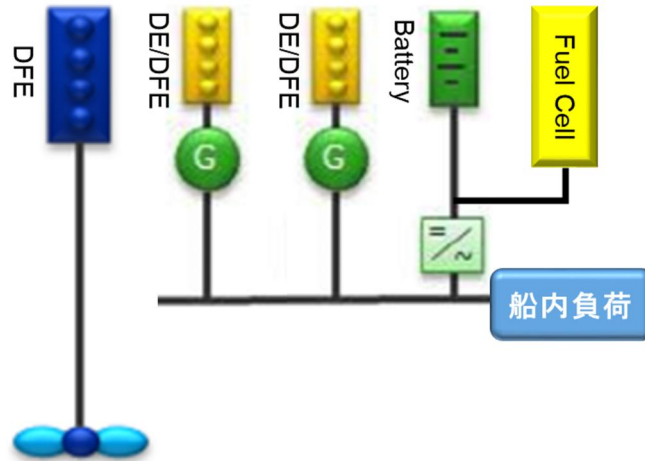 DFE
DE/DFE
G
DE/DFE
G
Battery
Fuel Cell
=/~
船内負荷